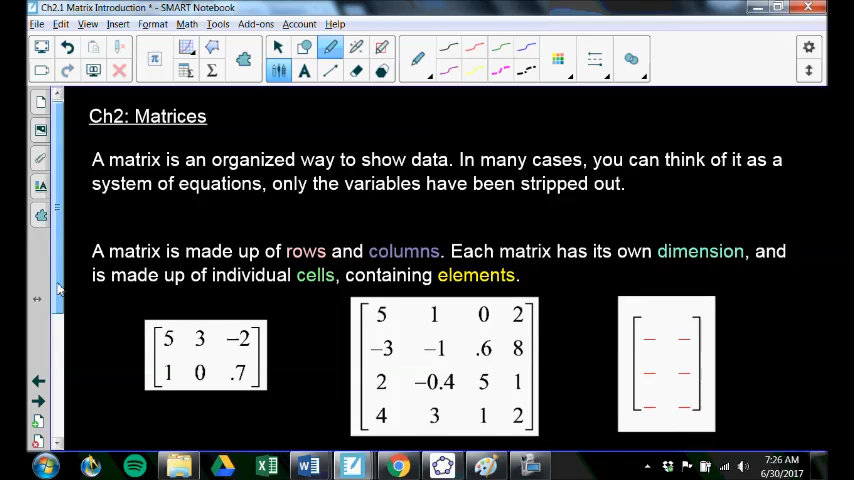 Ch2.1 Matrix Introduction * - SMART Notebook
File Edit View Insert Format Math Tools Add-ons Account Help
Ch2: Matrices
A matrix is an organized way to show data. In many cases, you can think of it as a
system of equations, only the variables have been stripped out.
A matrix is made up of rows and columns. Each matrix has its own dimension, and
is made up of individual cells, containing elements.
5 3 −2
1 0 .7
5 1 0 2
−3 −1 .6 8
2 −0.4 5 1
4 3 1 2
7:26 AM
6/30/2017